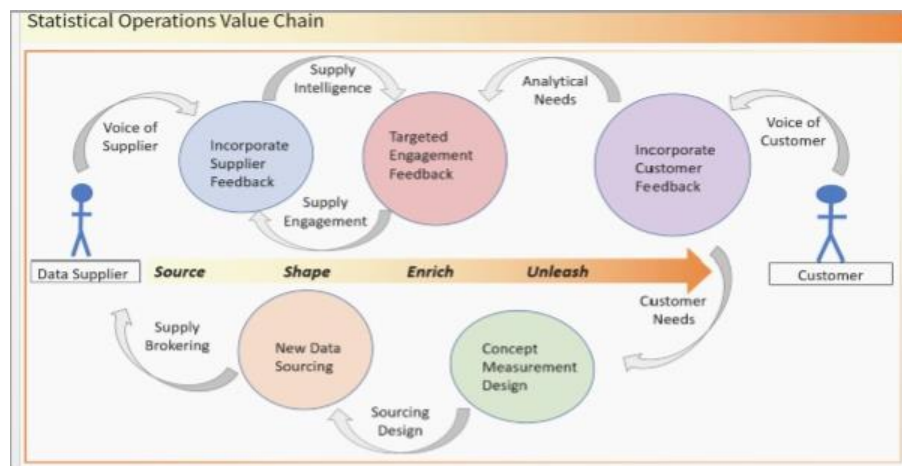 Statistical Operations Value Chain
Supply
Intelligence
Analytical
Needs
Voice of
Supplier
Incorporate
Supplier
Feedback
Targeted
Engagement
Feedback
Incorporate
Customer
Feedback
Voice of
Customer
Supply
Engagement
Data Supplier
Source
Shape
Enrich
Unleash
Customer
Customer
Needs
Supply
Brokering
New Data
Sourcing
Concept
Measurement
Design
Sourcing
Design